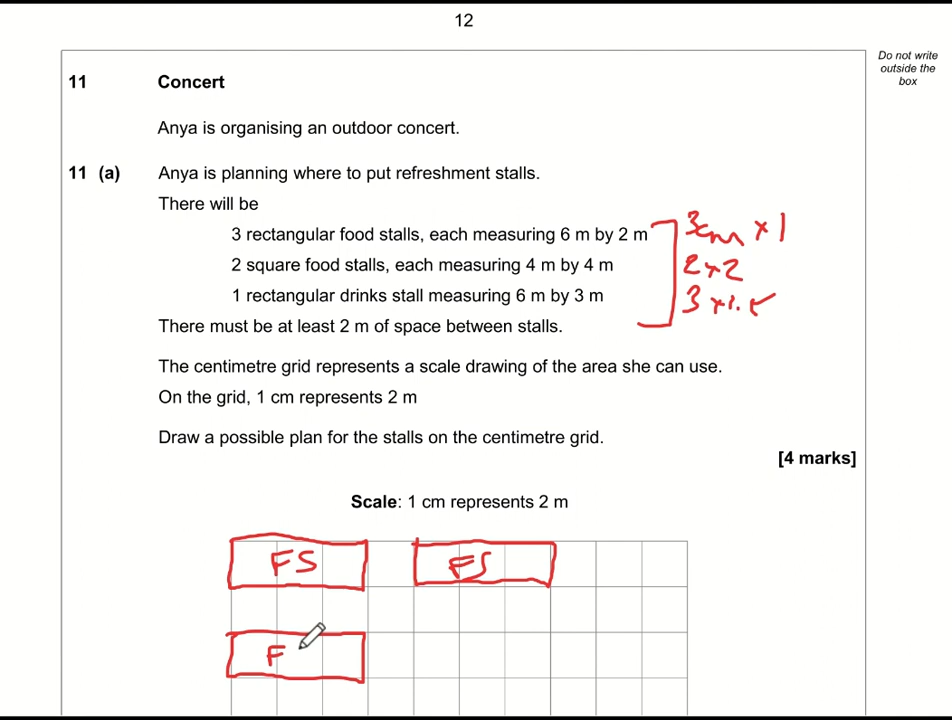 12
Do not write
outside the
box
11 Concert
Anya is organising an outdoor concert.
11 (a) Anya is planning where to put refreshment stalls.
There will be
3 rectangular food stalls, each measuring 6 m by 2 m 3cm × 1
2 square food stalls, each measuring 4 m by 4 m 2 × 2
1 rectangular drinks stall measuring 6 m by 3 m 3 × 1.5
There must be at least 2 m of space between stalls.
The centimetre grid represents a scale drawing of the area she can use.
On the grid, 1 cm represents 2 m
Draw a possible plan for the stalls on the centimetre grid.
[4 marks]
Scale: 1 cm represents 2 m
FS FS
F